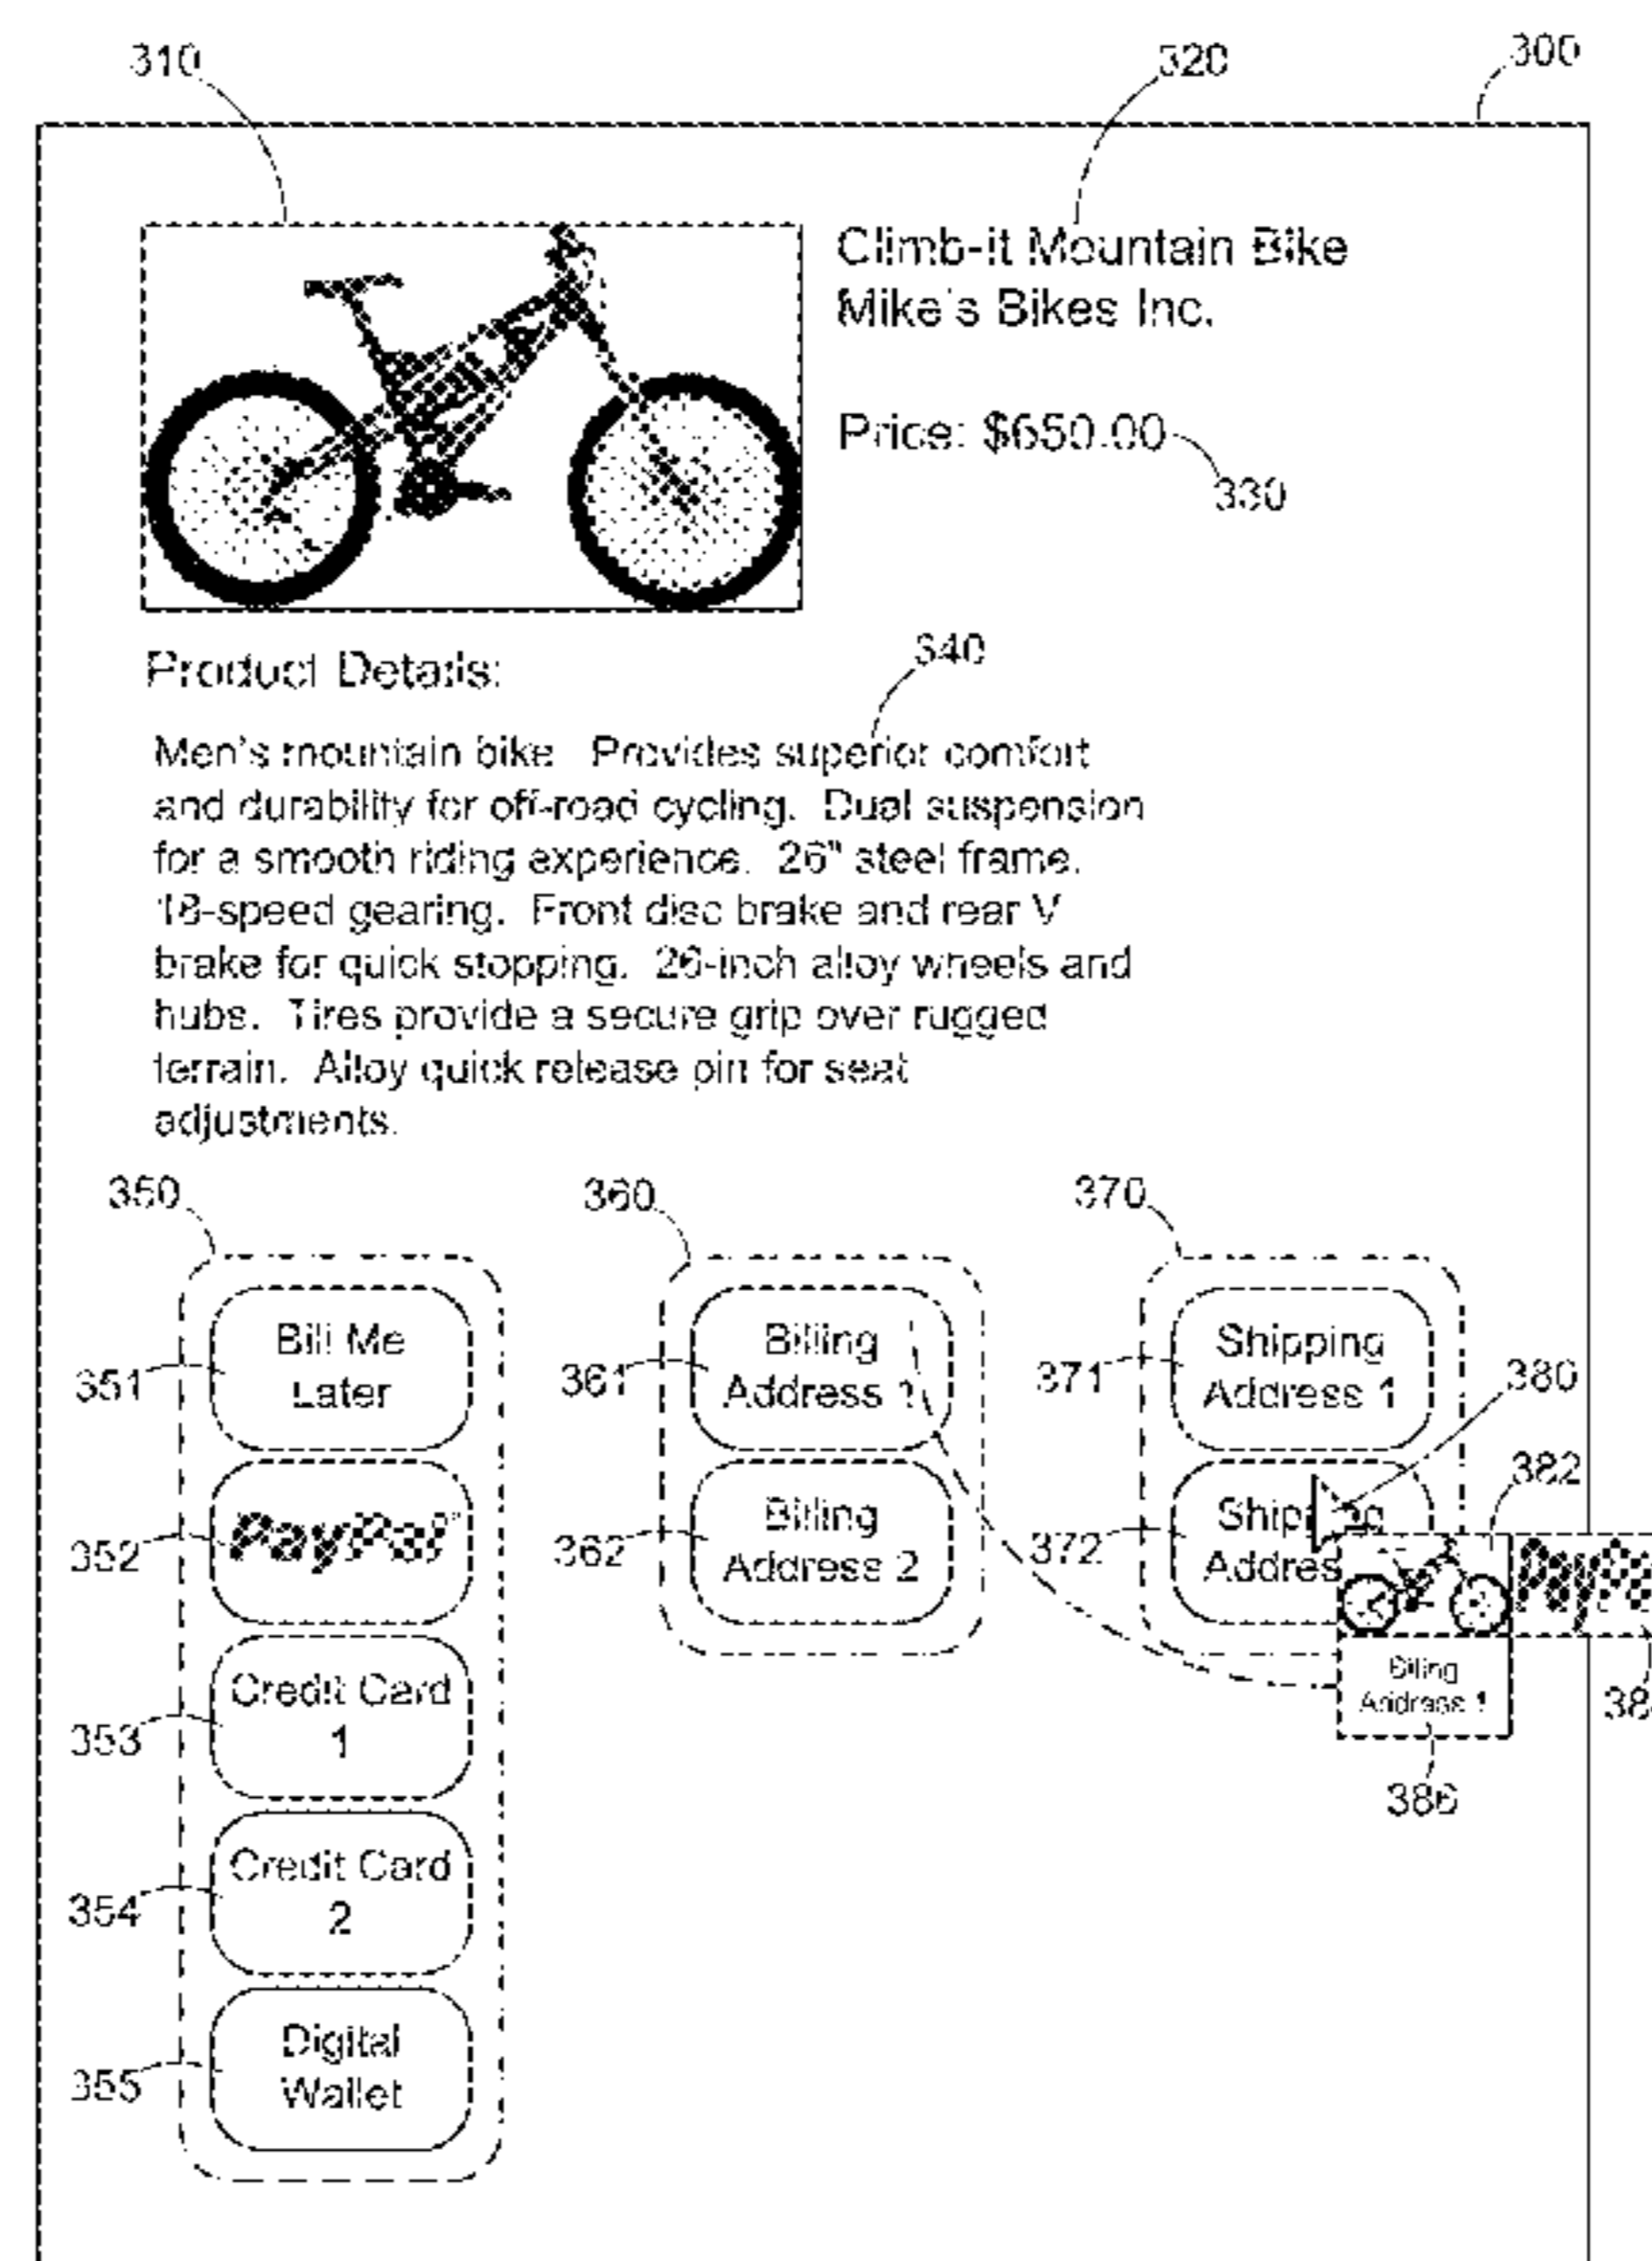 310
320
300
Climb-it Mountain Bike
Mike's Bikes Inc.
Price: $650.00
330
Product Details:
340
Men's mountain bike. Provides superior comfort
and durability for off-road cycling. Dual suspension
for a smooth riding experience. 26" steel frame.
18-speed gearing. Front disc brake and rear V
brake for quick stopping. 26-inch alloy wheels and
hubs. Tires provide a secure grip over rugged
terrain. Alloy quick release pin for seat
adjustments.
350
360
370
351
Bill Me
Later
361
Billing
Address 1
371
Shipping
Address 1
380
382
352
PayPal
362
Billing
Address 2
372
353
Credit Card
1
Billing
Address 1
386
354
Credit Card
2
355
Digital
Wallet